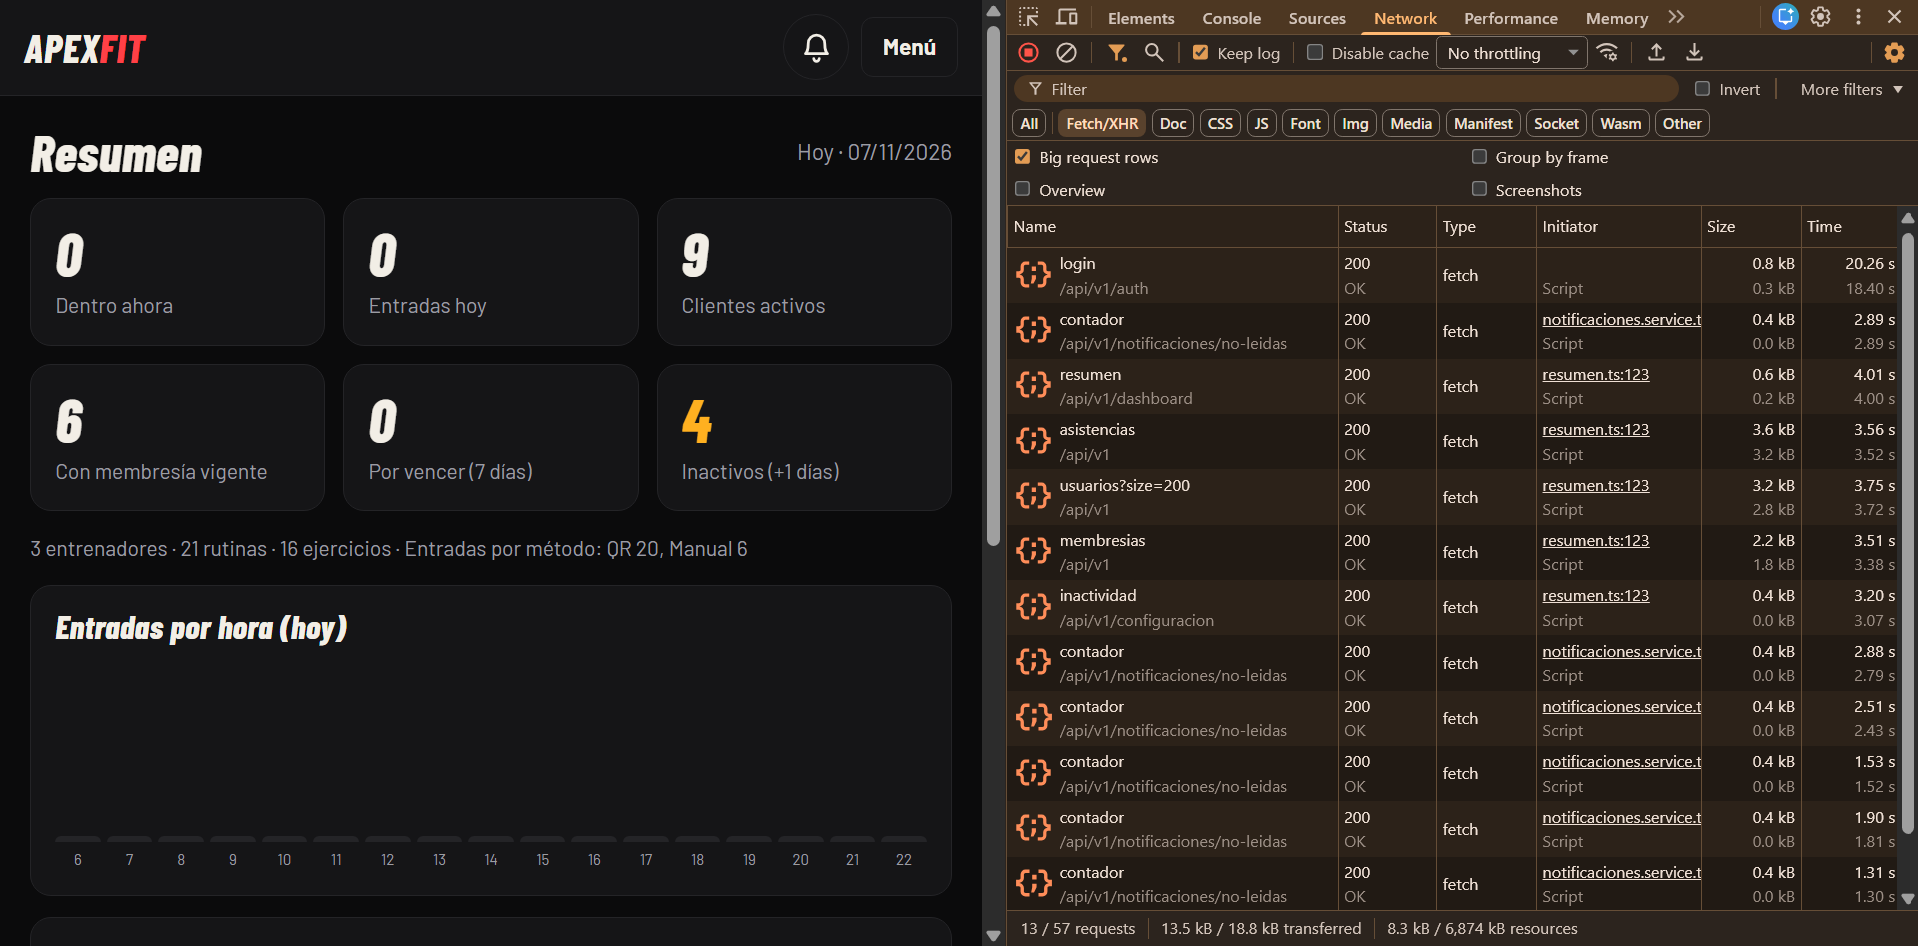 APEXFIT
Menú
Resumen
Hoy · 07/11/2026
0
Dentro ahora
0
Entradas hoy
9
Clientes activos
6
Con membresía vigente
0
Por vencer (7 días)
4
Inactivos (+1 días)
3 entrenadores · 21 rutinas · 16 ejercicios · Entradas por método: QR 20, Manual 6
Entradas por hora (hoy)
6 7 8 9 10 11 12 13 14 15 16 17 18 19 20 21 22
Elements Console Sources Network Performance Memory
Keep log Disable cache No throttling
Filter Invert More filters
All Fetch/XHR Doc CSS JS Font Img Media Manifest Socket Wasm Other
Big request rows Group by frame
Overview Screenshots
Name Status Type Initiator Size Time
login 200 fetch 0.8 kB 20.26 s
/api/v1/auth OK Script 0.3 kB 18.40 s
contador 200 fetch notificaciones.service.t 0.4 kB 2.89 s
/api/v1/notificaciones/no-leidas OK Script 0.0 kB 2.89 s
resumen 200 fetch resumen.ts:123 0.6 kB 4.01 s
/api/v1/dashboard OK Script 0.2 kB 4.00 s
asistencias 200 fetch resumen.ts:123 3.6 kB 3.56 s
/api/v1 OK Script 3.2 kB 3.52 s
usuarios?size=200 200 fetch resumen.ts:123 3.2 kB 3.75 s
/api/v1 OK Script 2.8 kB 3.72 s
membresias 200 fetch resumen.ts:123 2.2 kB 3.51 s
/api/v1 OK Script 1.8 kB 3.38 s
inactividad 200 fetch resumen.ts:123 0.4 kB 3.20 s
/api/v1/configuracion OK Script 0.0 kB 3.07 s
contador 200 fetch notificaciones.service.t 0.4 kB 2.88 s
/api/v1/notificaciones/no-leidas OK Script 0.0 kB 2.79 s
contador 200 fetch notificaciones.service.t 0.4 kB 2.51 s
/api/v1/notificaciones/no-leidas OK Script 0.0 kB 2.43 s
contador 200 fetch notificaciones.service.t 0.4 kB 1.53 s
/api/v1/notificaciones/no-leidas OK Script 0.0 kB 1.52 s
contador 200 fetch notificaciones.service.t 0.4 kB 1.90 s
/api/v1/notificaciones/no-leidas OK Script 0.0 kB 1.81 s
contador 200 fetch notificaciones.service.t 0.4 kB 1.31 s
/api/v1/notificaciones/no-leidas OK Script 0.0 kB 1.30 s
13 / 57 requests 13.5 kB / 18.8 kB transferred 8.3 kB / 6,874 kB resources